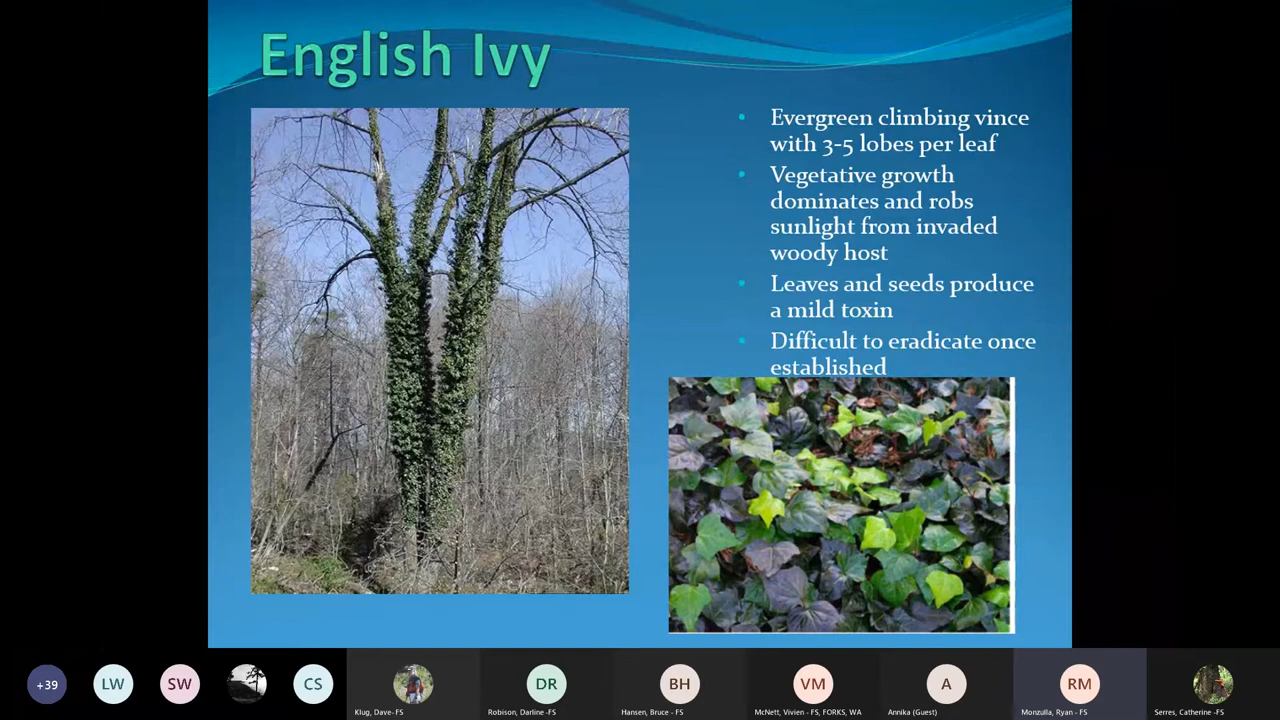 English Ivy
Evergreen climbing vince
with 3-5 lobes per leaf
Vegetative growth
dominates and robs
sunlight from invaded
woody host
Leaves and seeds produce
a mild toxin
Difficult to eradicate once
established
+39
LW
SW
CS
DR
BH
VM
A
RM
Klug, Dave- FS
Robison, Darline -FS
Hansen, Bruce - FS
McNett, Vivien - FS, FORKS, WA
Annika (Guest)
Monzulla, Ryan - FS
Serres, Catherine -FS